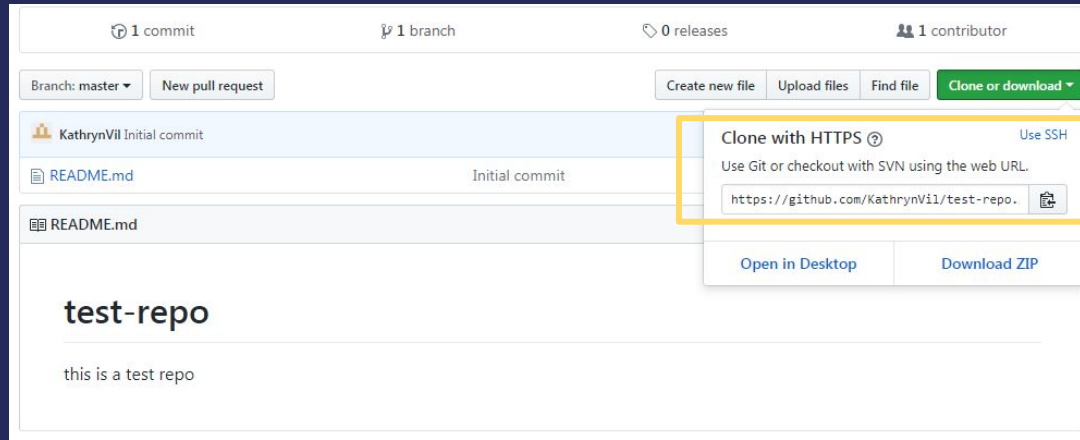 1 commit 1 branch 0 releases 1 contributor
Branch: master New pull request Create new file Upload files Find file Clone or download
KathrynVil Initial commit
README.md Initial commit
Clone with HTTPS Use SSH
Use Git or checkout with SVN using the web URL.
https://github.com/KathrynVil/test-repo.
Open in Desktop Download ZIP
README.md
test-repo
this is a test repo